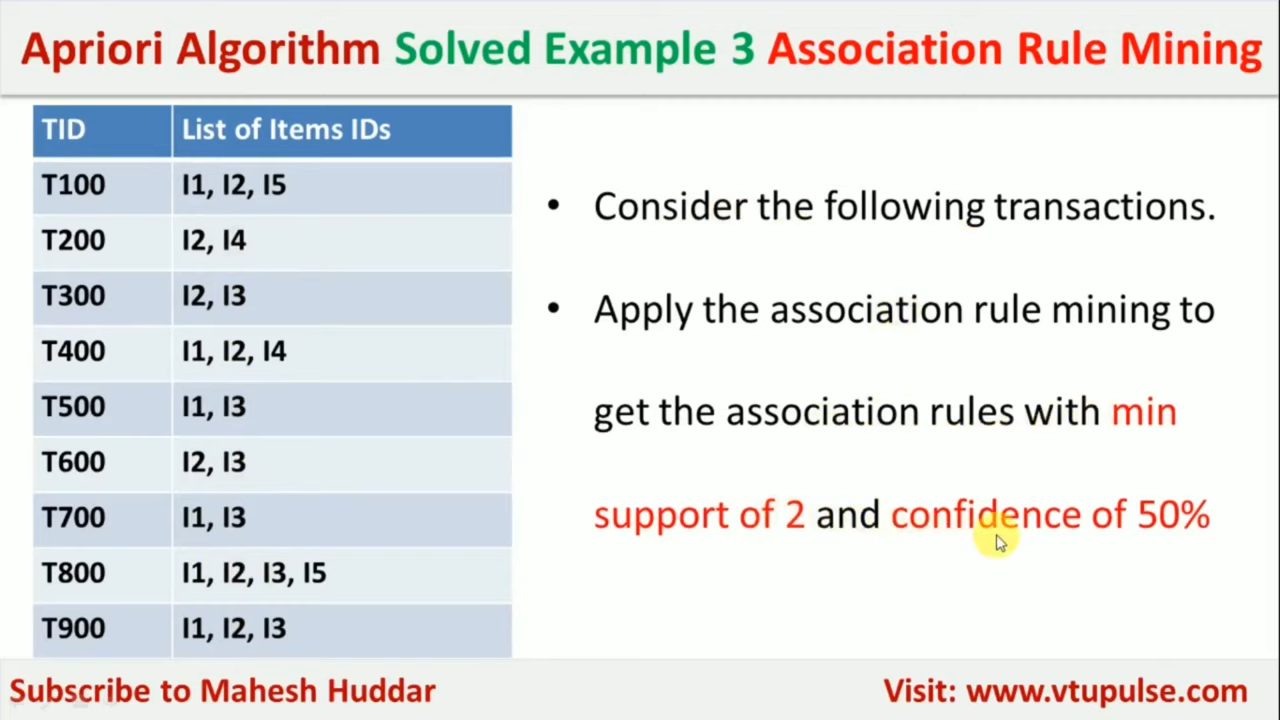 Apriori Algorithm Solved Example 3 Association Rule Mining
TID List of Items IDs
T100 I1, I2, I5
T200 I2, I4
T300 I2, I3
T400 I1, I2, I4
T500 I1, I3
T600 I2, I3
T700 I1, I3
T800 I1, I2, I3, I5
T900 I1, I2, I3
• Consider the following transactions.
• Apply the association rule mining to
get the association rules with min
support of 2 and confidence of 50%
Subscribe to Mahesh Huddar
Visit: www.vtupulse.com